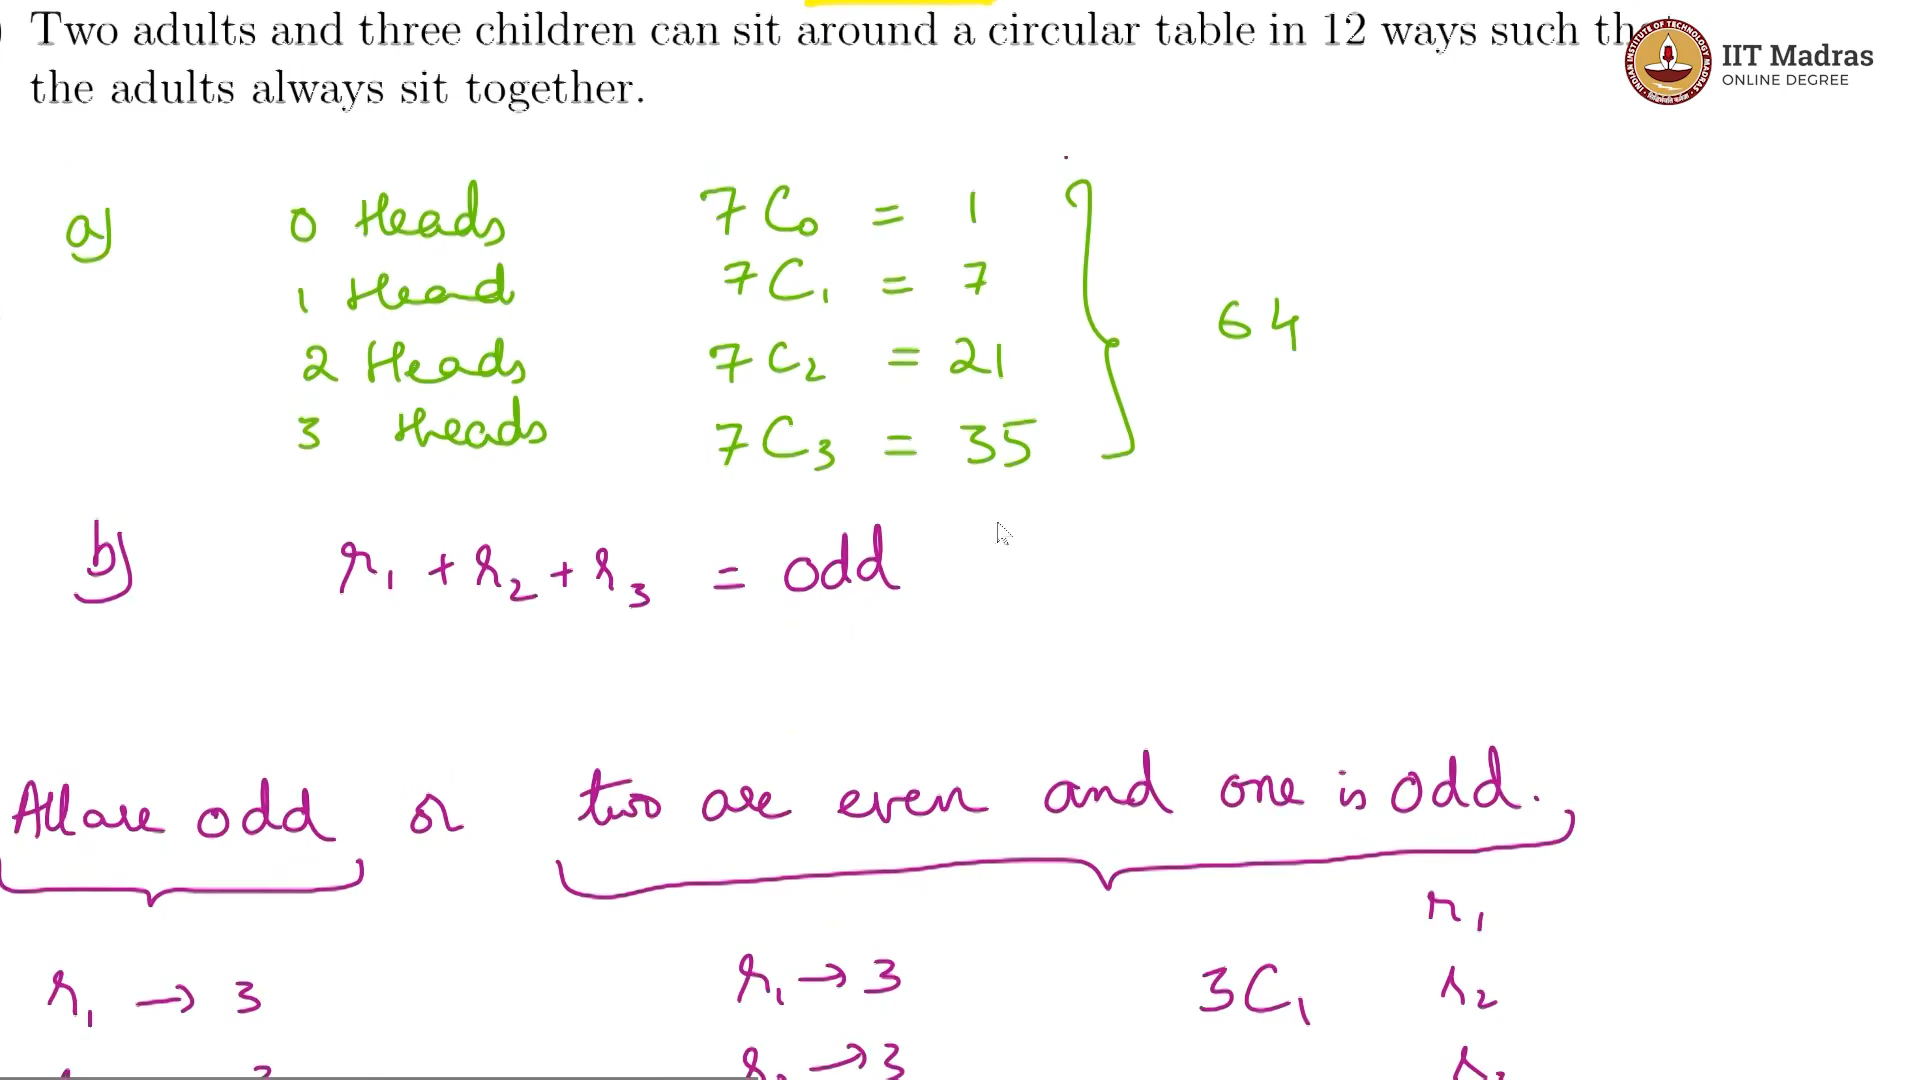 Two adults and three children can sit around a circular table in 12 ways such th
the adults always sit together.
IIT Madras
ONLINE DEGREE
a) 0 Heads 7C₀ = 1
1 Head 7C₁ = 7
2 Heads 7C₂ = 21
3 Heads 7C₃ = 35
64
b) r₁ + r₂ + r₃ = odd
All are odd or two are even and one is odd.
r₁ → 3 r₁ → 3 3C₁ r₁
r₂
→ 3